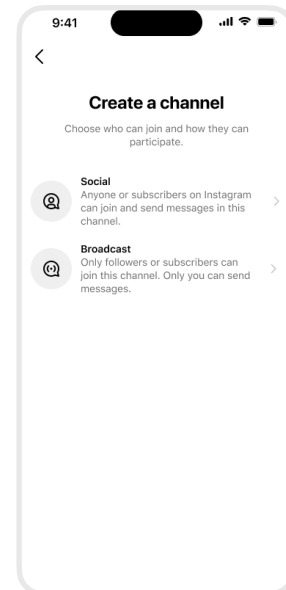 9:41
Create a channel
Choose who can join and how they can
participate.
Social
Anyone or subscribers on Instagram
can join and send messages in this
channel.
Broadcast
Only followers or subscribers can
join this channel. Only you can send
messages.